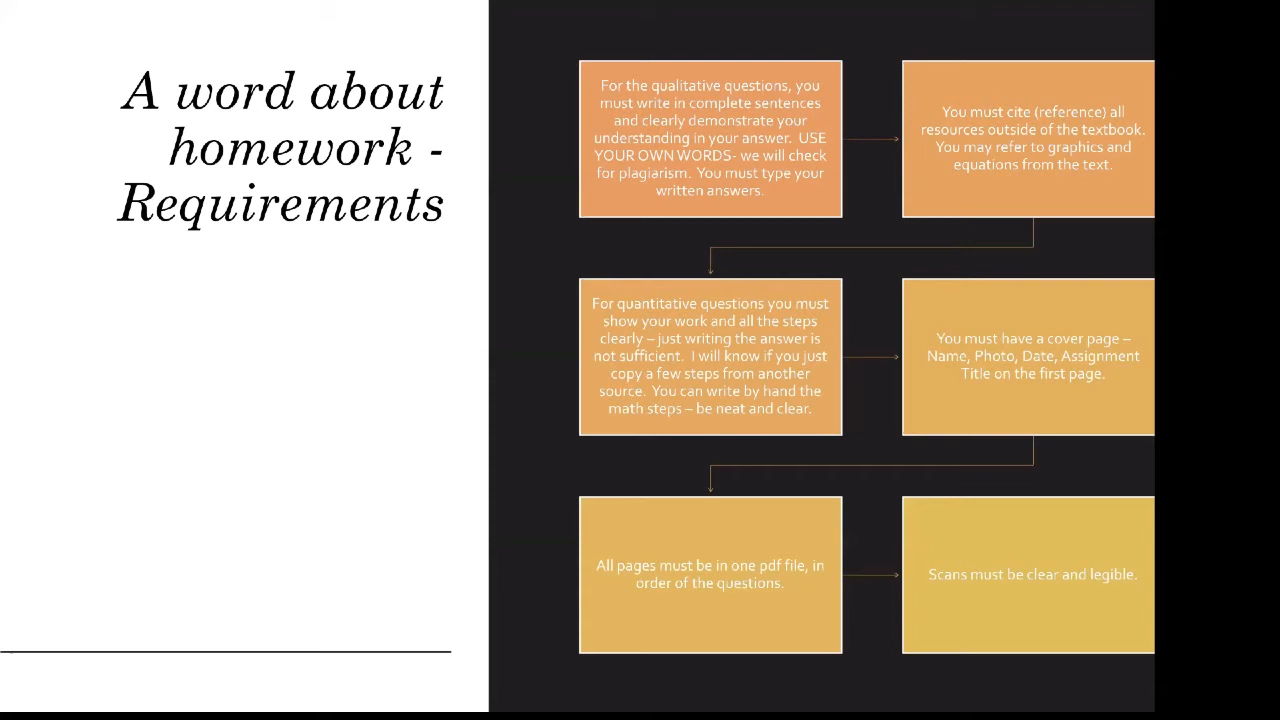 A word about
homework -
Requirements
For the qualitative questions, you
must write in complete sentences
and clearly demonstrate your
understanding in your answer. USE
YOUR OWN WORDS- we will check
for plagiarism. You must type your
written answers.
You must cite (reference) all
resources outside of the textbook.
You may refer to graphics and
equations from the text.
For quantitative questions you must
show your work and all the steps
clearly – just writing the answer is
not sufficient. I will know if you just
copy a few steps from another
source. You can write by hand the
math steps – be neat and clear.
You must have a cover page –
Name, Photo, Date, Assignment
Title on the first page.
All pages must be in one pdf file, in
order of the questions.
Scans must be clear and legible.